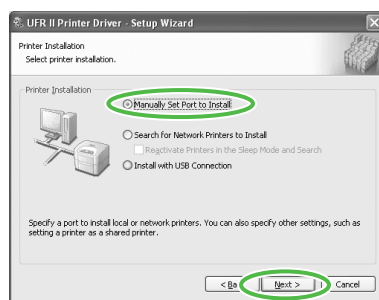 UFR II Printer Driver - Setup Wizard
Printer Installation
Select printer installation.
Printer Installation
Manually Set Port to Install
Search for Network Printers to Install
Reactivate Printers in the Sleep Mode and Search
Install with USB Connection
Specify a port to install local or network printers. You can also specify other settings, such as
setting a printer as a shared printer.
< Ba Next > Cancel